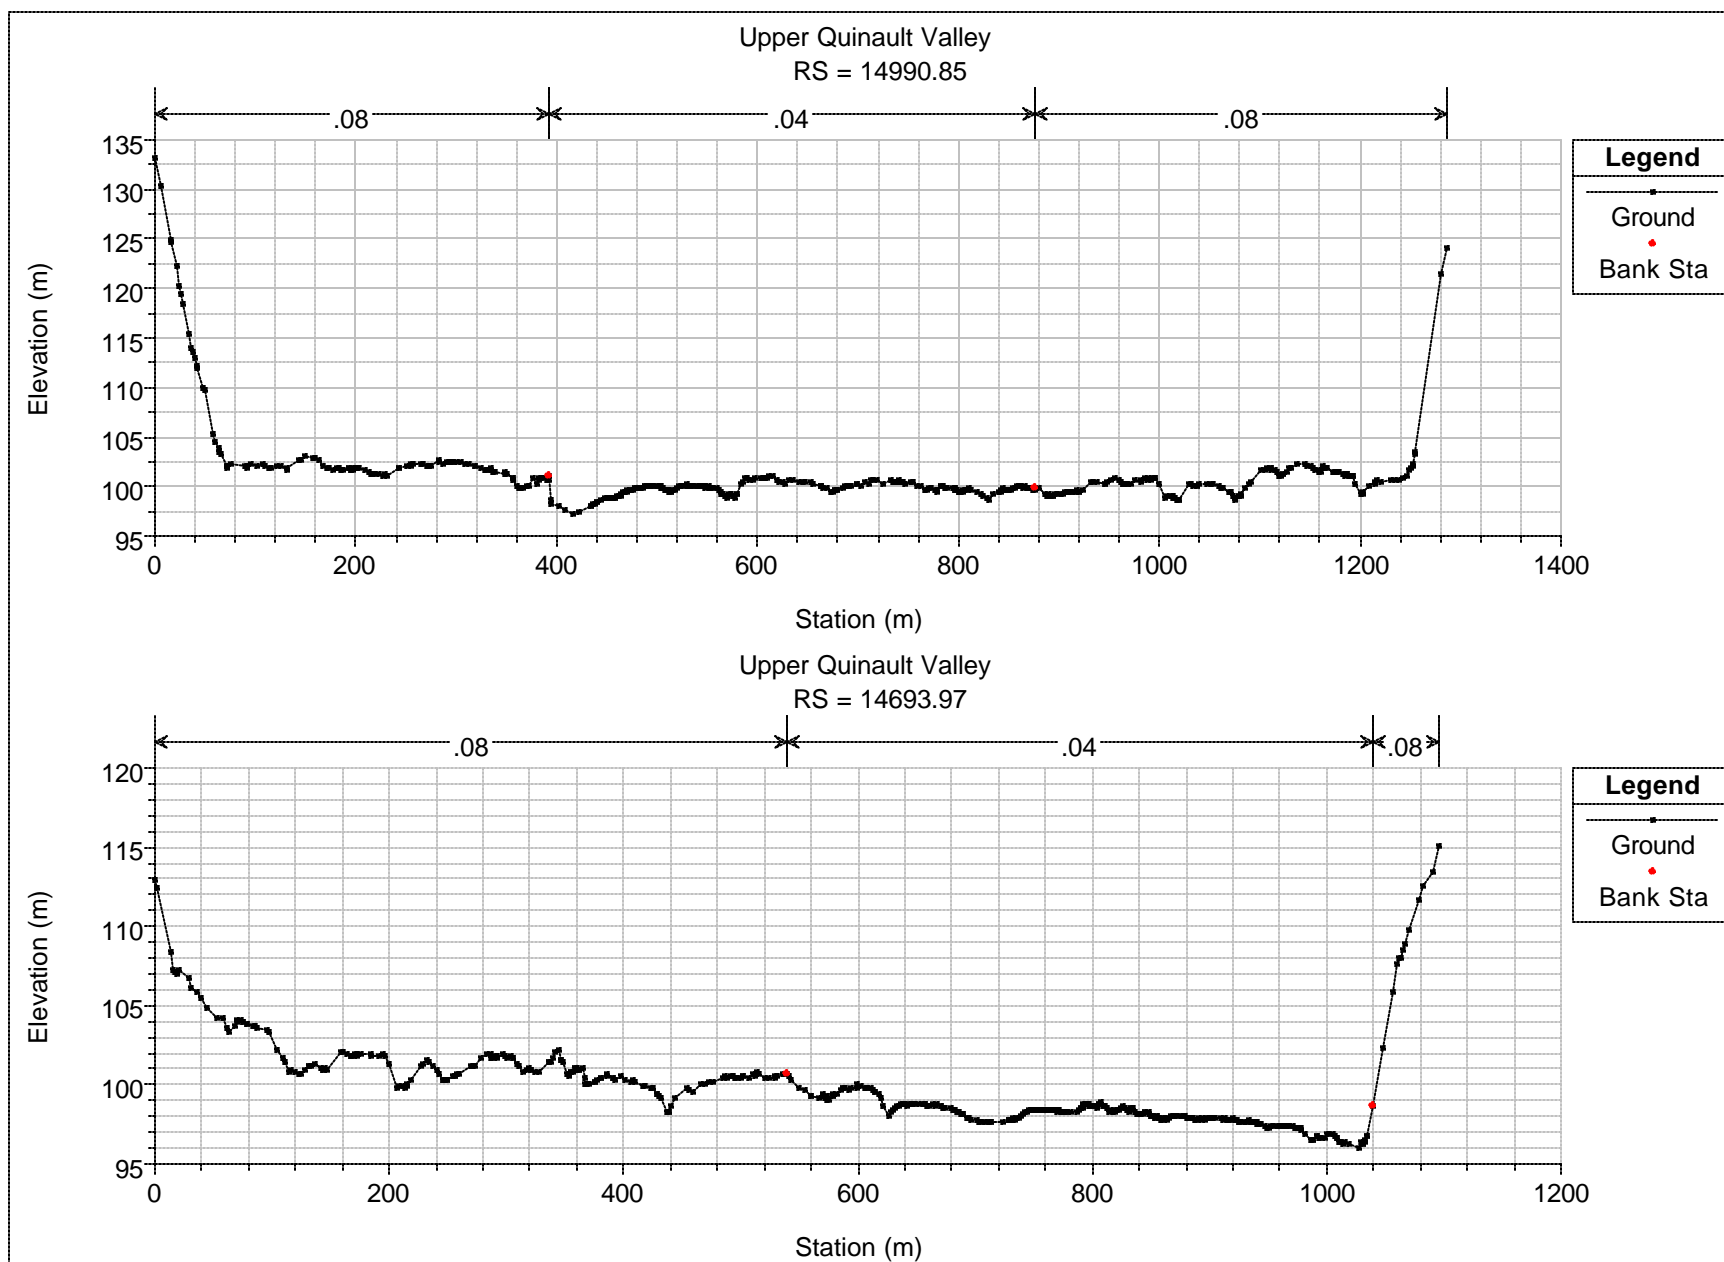 Upper Quinault Valley
RS = 14990.85
.08 .04 .08
135
130
125
120
115
110
105
100
95
Elevation (m)
0 200 400 600 800 1000 1200 1400
Station (m)
Legend
Ground
Bank Sta
Upper Quinault Valley
RS = 14693.97
.08 .04 .08
120
115
110
105
100
95
Elevation (m)
0 200 400 600 800 1000 1200
Station (m)
Legend
Ground
Bank Sta